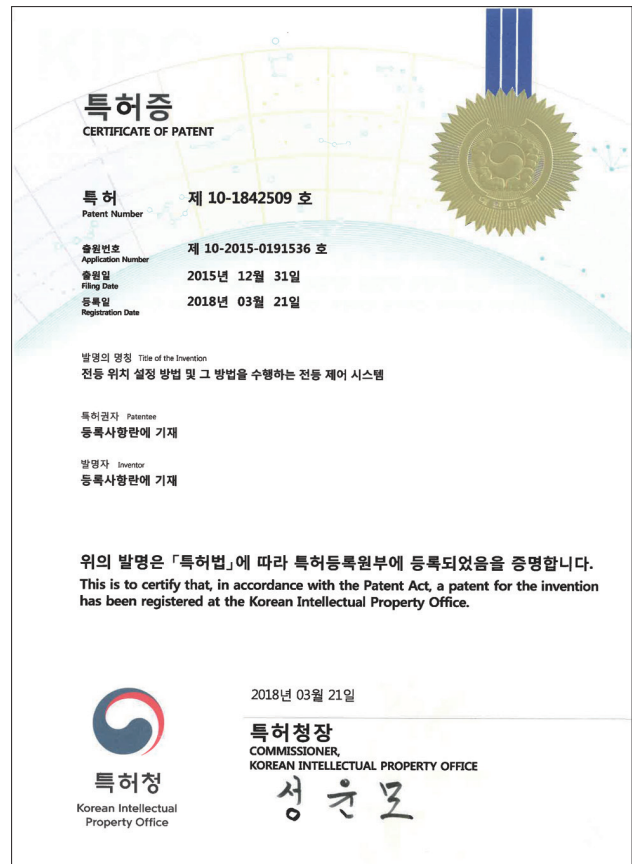 특허증
CERTIFICATE OF PATENT
특 허 제 10-1842509 호
Patent Number
출원번호 제 10-2015-0191536 호
Application Number
출원일 2015년 12월 31일
Filing Date
등록일 2018년 03월 21일
Registration Date
발명의 명칭 Title of the Invention
전등 위치 설정 방법 및 그 방법을 수행하는 전등 제어 시스템
특허권자 Patentee
등록사항란에 기재
발명자 Inventor
등록사항란에 기재
위의 발명은 「특허법」에 따라 특허등록원부에 등록되었음을 증명합니다.
This is to certify that, in accordance with the Patent Act, a patent for the invention
has been registered at the Korean Intellectual Property Office.
2018년 03월 21일
특허청장
COMMISSIONER,
KOREAN INTELLECTUAL PROPERTY OFFICE
성윤모
특허청
Korean Intellectual
Property Office